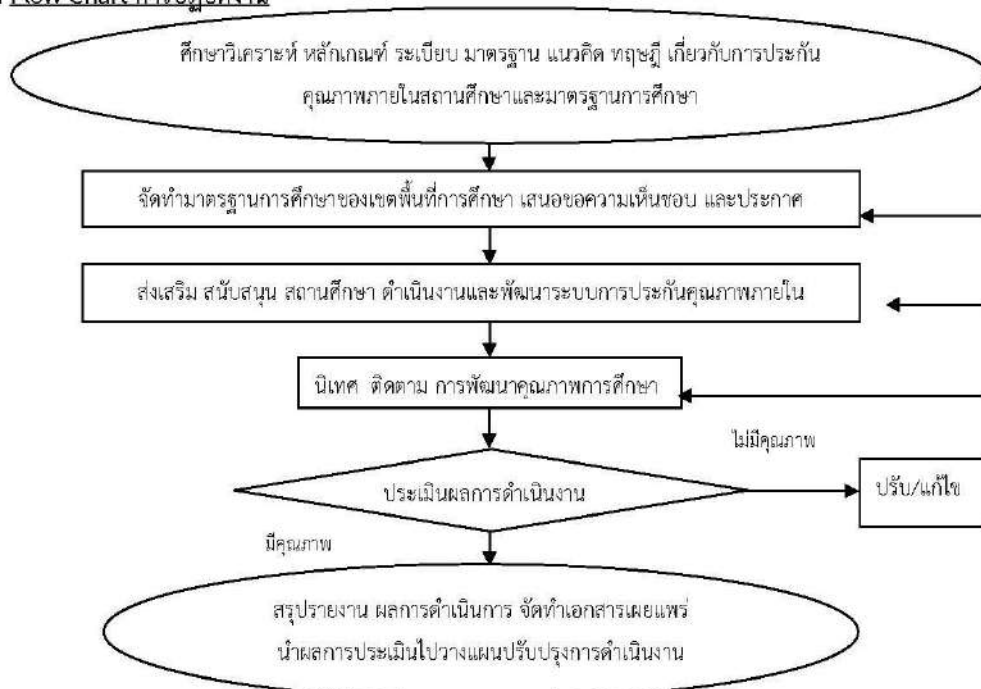 Flow Chart การปฏิบัติงาน
ศึกษาวิเคราะห์ หลักเกณฑ์ ระเบียบ มาตรฐาน แนวคิด ทฤษฎี เกี่ยวกับการประกัน
คุณภาพภายในสถานศึกษาและมาตรฐานการศึกษา
จัดทำมาตรฐานการศึกษาของเขตพื้นที่การศึกษา เสนอขอความเห็นชอบ และประกาศ
ส่งเสริม สนับสนุน สถานศึกษา ดำเนินงานและพัฒนาระบบการประกันคุณภาพภายใน
นิเทศ ติดตาม การพัฒนาคุณภาพการศึกษา
ไม่มีคุณภาพ
ประเมินผลการดำเนินงาน
ปรับ/แก้ไข
มีคุณภาพ
สรุปรายงาน ผลการดำเนินการ จัดทำเอกสารเผยแพร่
นำผลการประเมินไปวางแผนปรับปรุงการดำเนินงาน